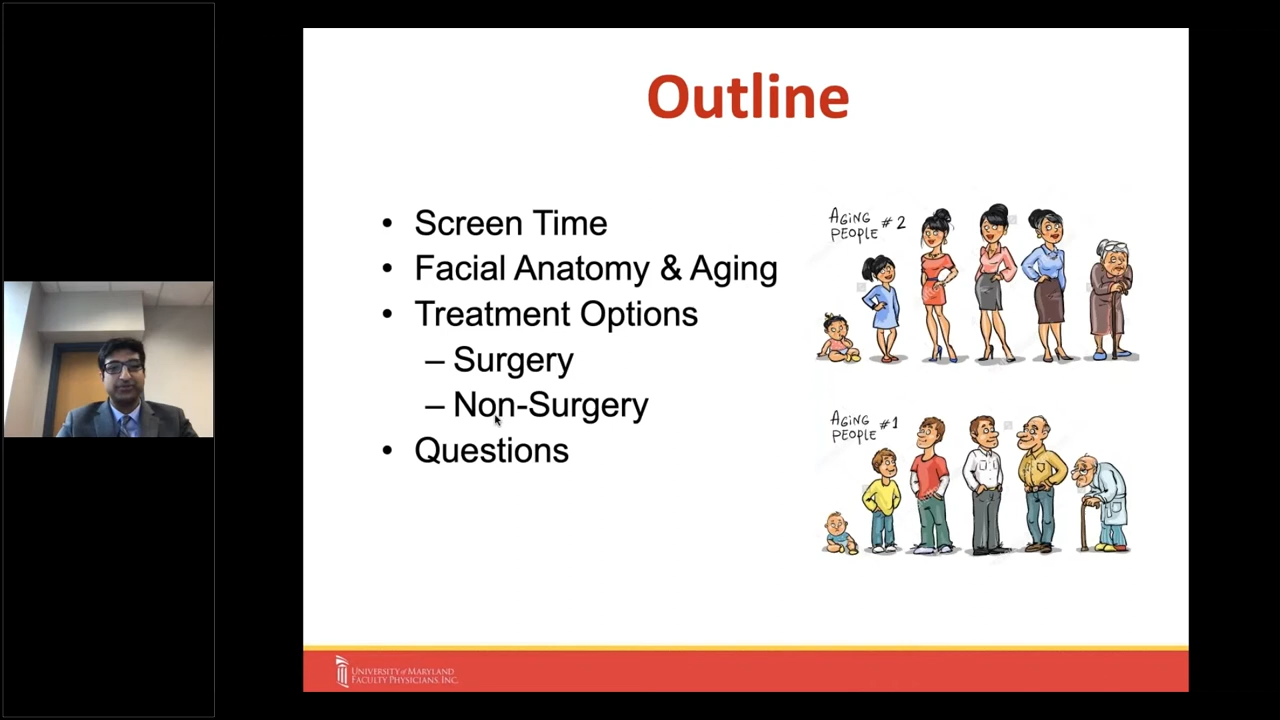 Outline
• Screen Time
• Facial Anatomy & Aging
• Treatment Options
– Surgery
– Non-Surgery
• Questions
AGING
PEOPLE #2
AGING
PEOPLE #1
UNIVERSITY of MARYLAND
FACULTY PHYSICIANS, INC.